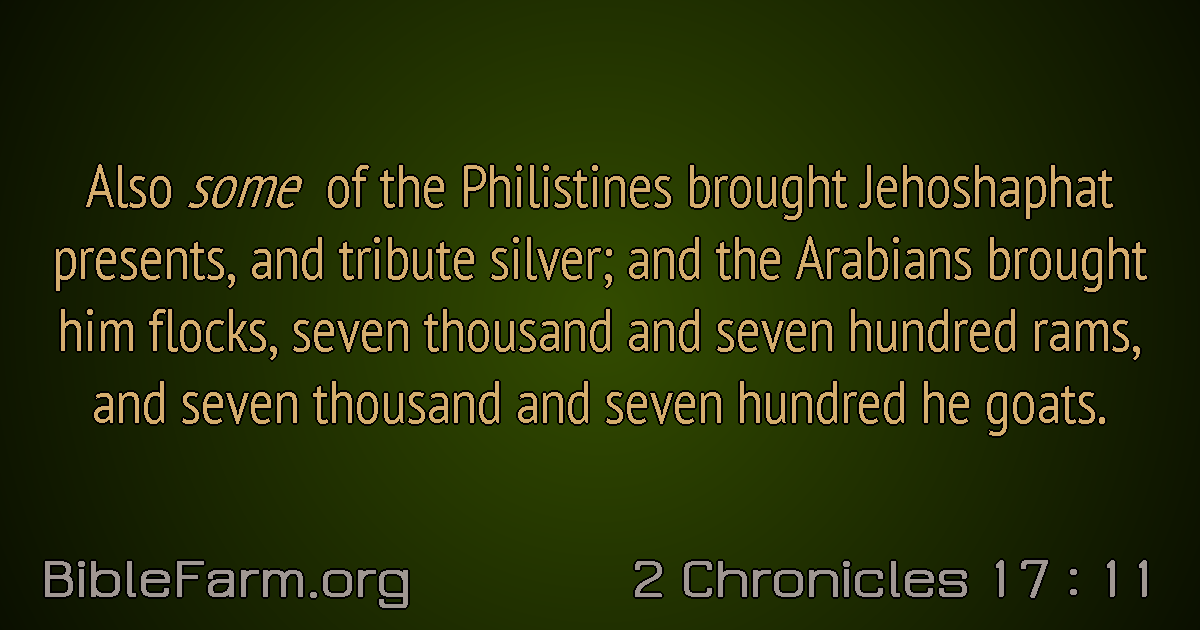 Also some of the Philistines brought Jehoshaphat
presents, and tribute silver; and the Arabians brought
him flocks, seven thousand and seven hundred rams,
and seven thousand and seven hundred he goats.
BibleFarm.org
2 Chronicles 17 : 11